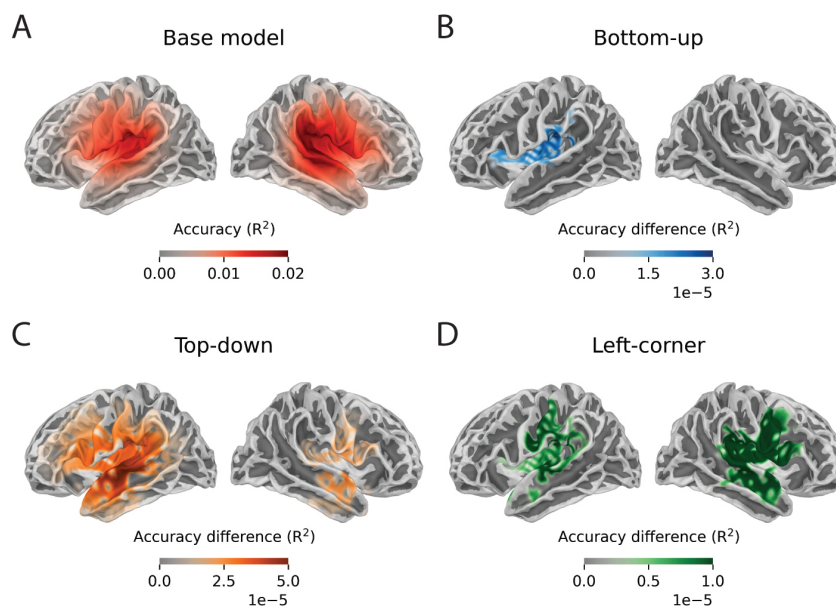 A
Base model
Accuracy (R²)
0.00 0.01 0.02
B
Bottom-up
Accuracy difference (R²)
0.0 1.5 3.0
1e−5
C
Top-down
Accuracy difference (R²)
0.0 2.5 5.0
1e−5
D
Left-corner
Accuracy difference (R²)
0.0 0.5 1.0
1e−5